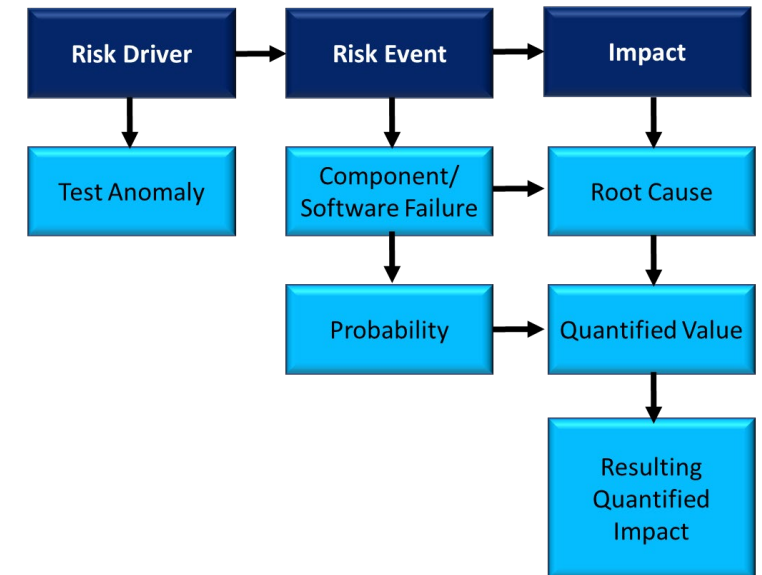 Risk Driver
Risk Event
Impact
Test Anomaly
Component/
Software Failure
Root Cause
Probability
Quantified Value
Resulting
Quantified
Impact